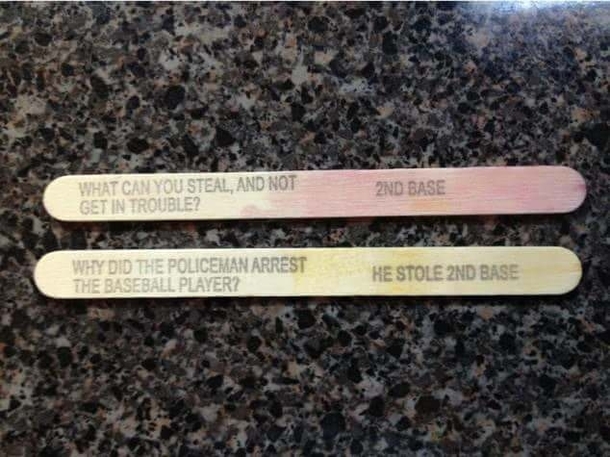 WHAT CAN YOU STEAL, AND NOT
GET IN TROUBLE?
2ND BASE
WHY DID THE POLICEMAN ARREST
THE BASEBALL PLAYER?
HE STOLE 2ND BASE